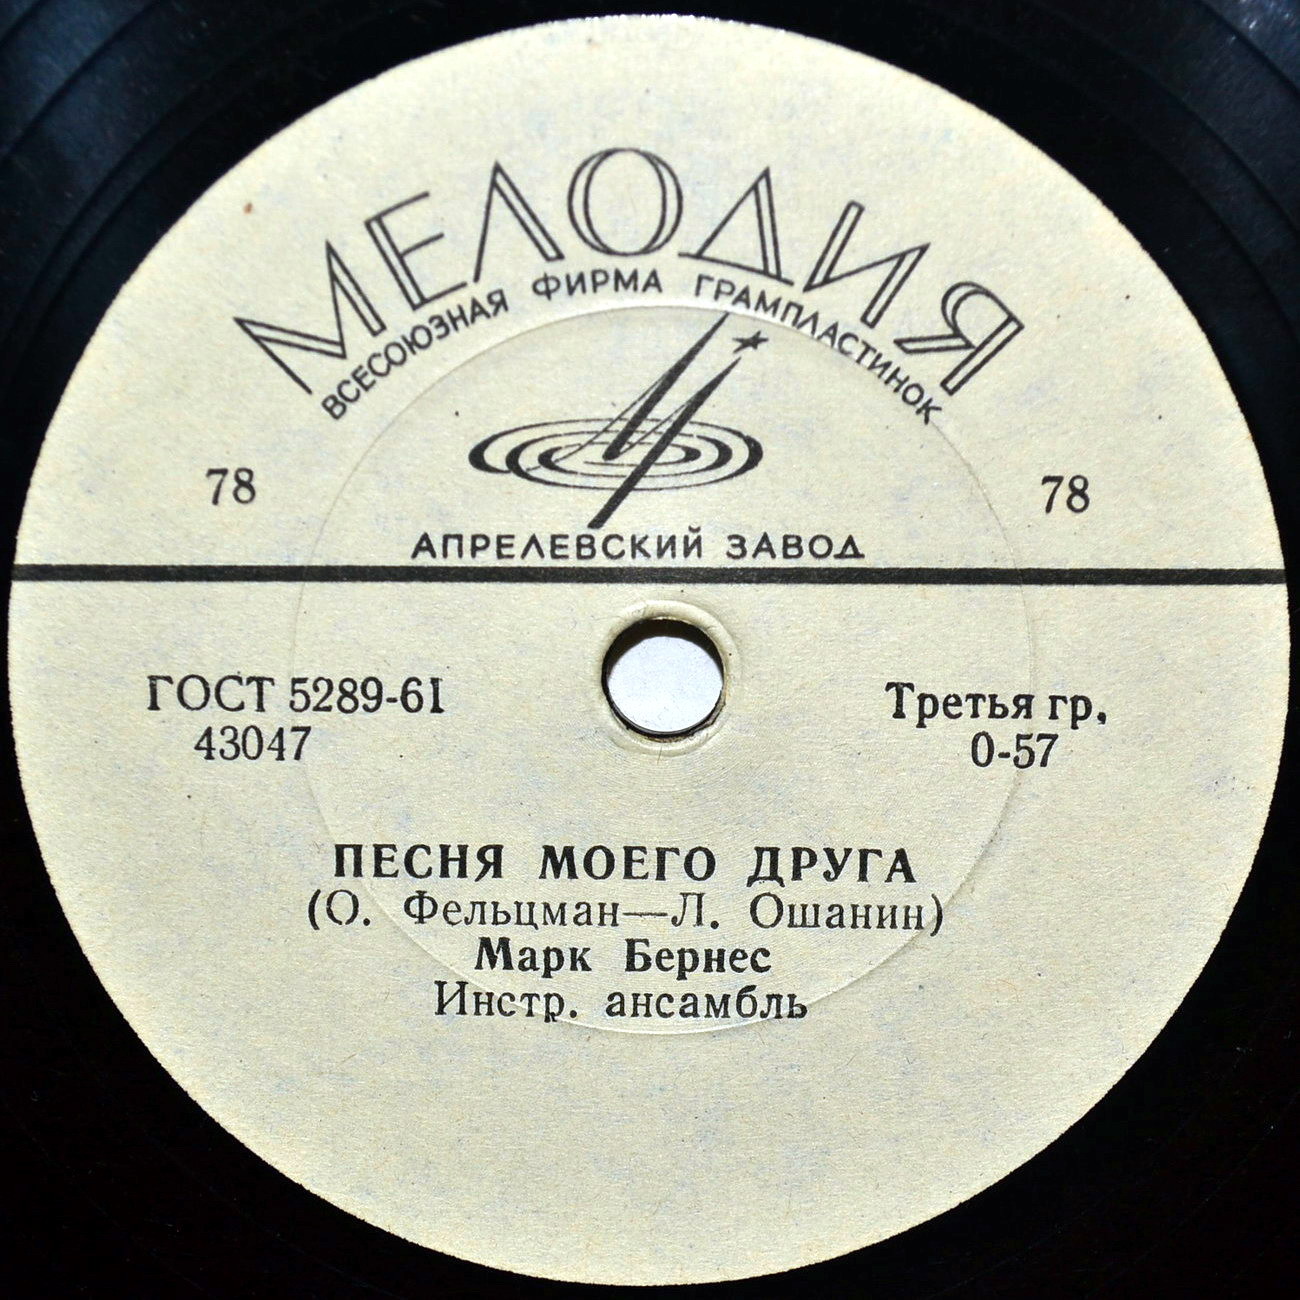 МЕЛОДИЯ
ВСЕСОЮЗНАЯ ФИРМА ГРАМПЛАСТИНОК
78
78
АПРЕЛЕВСКИЙ ЗАВОД
ГОСТ 5289-61
43047
Третья гр.
0-57
ПЕСНЯ МОЕГО ДРУГА
(О. Фельцман—Л. Ошанин)
Марк Бернес
Инстр. ансамбль